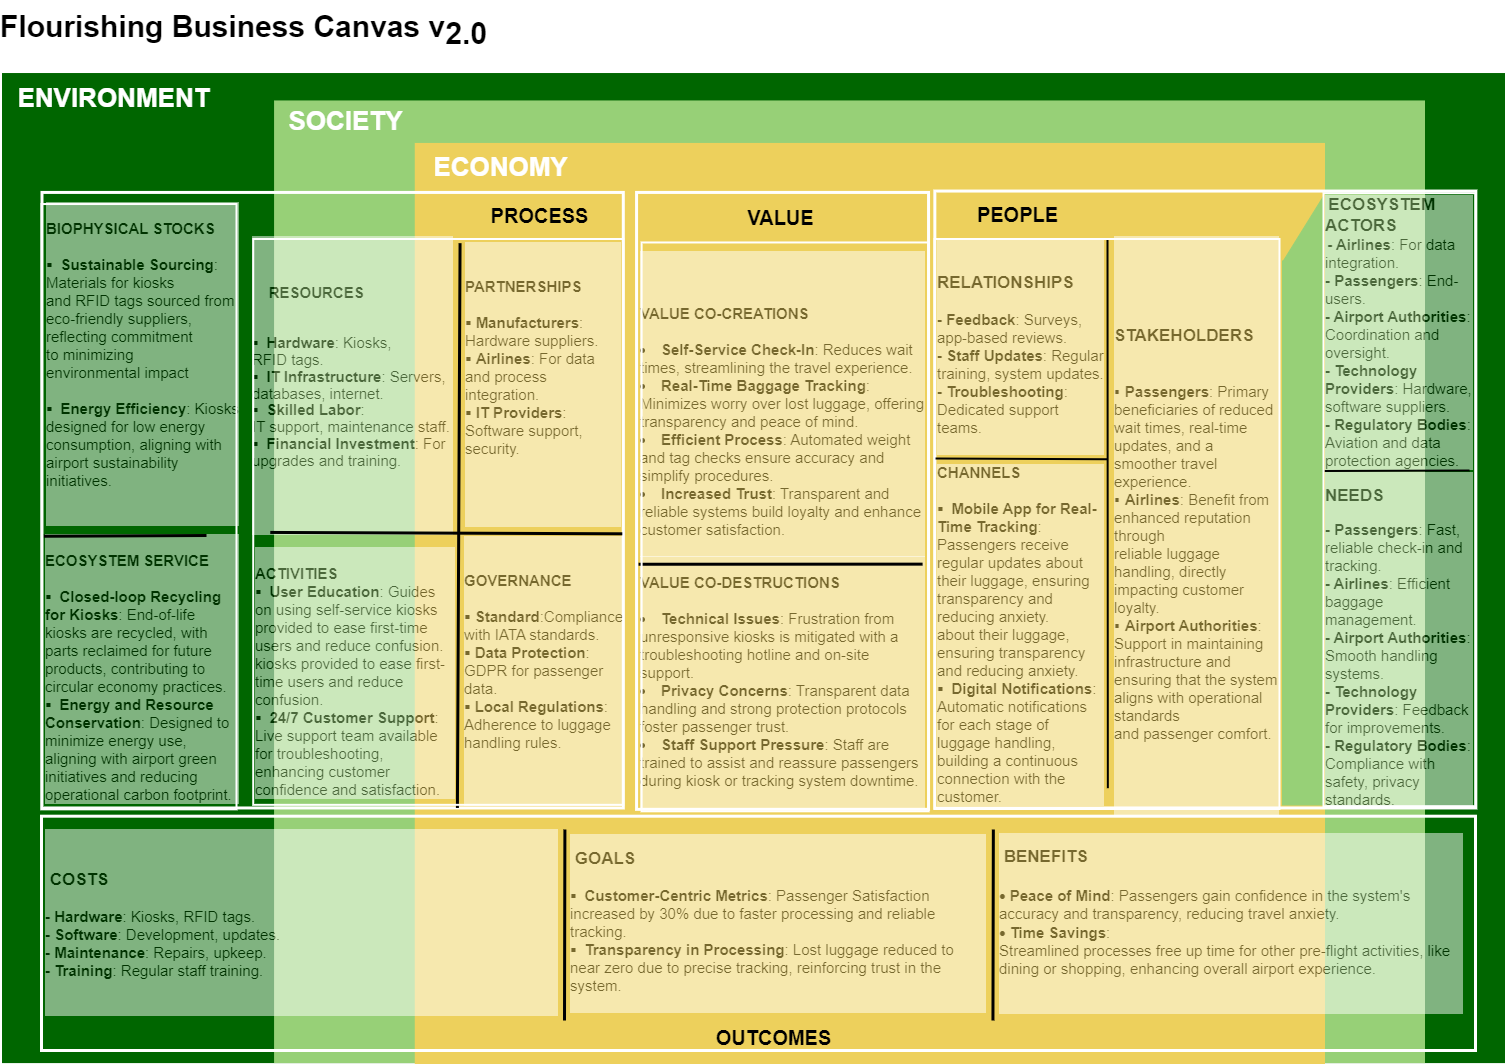 Flourishing Business Canvas v2.0
ENVIRONMENT
SOCIETY
ECONOMY
PROCESS
BIOPHYSICAL STOCKS
▪ Sustainable Sourcing:
Materials for kiosks
and RFID tags sourced from
eco-friendly suppliers,
reflecting commitment
to minimizing
environmental impact
▪ Energy Efficiency: Kiosks
designed for low energy
consumption, aligning with
airport sustainability
initiatives.
ECOSYSTEM SERVICE
▪ Closed-loop Recycling
for Kiosks: End-of-life
kiosks are recycled, with
parts reclaimed for future
products, contributing to
circular economy practices.
▪ Energy and Resource
Conservation: Designed to
minimize energy use,
aligning with airport green
initiatives and reducing
operational carbon footprint.
RESOURCES
▪ Hardware: Kiosks,
RFID tags.
▪ IT Infrastructure: Servers,
databases, internet.
▪ Skilled Labor:
IT support, maintenance staff.
▪ Financial Investment: For
upgrades and training.
ACTIVITIES
▪ User Education: Guides
on using self-service kiosks
provided to ease first-time
users and reduce confusion.
kiosks provided to ease first-
time users and reduce
confusion.
▪ 24/7 Customer Support:
Live support team available
for troubleshooting,
enhancing customer
confidence and satisfaction.
PARTNERSHIPS
▪ Manufacturers:
Hardware suppliers.
▪ Airlines: For data
and process
integration.
▪ IT Providers:
Software support,
security.
GOVERNANCE
▪ Standard:Compliance
with IATA standards.
▪ Data Protection:
GDPR for passenger
data.
▪ Local Regulations:
Adherence to luggage
handling rules.
VALUE
VALUE CO-CREATIONS
• Self-Service Check-In: Reduces wait
times, streamlining the travel experience.
• Real-Time Baggage Tracking:
Minimizes worry over lost luggage, offering
transparency and peace of mind.
• Efficient Process: Automated weight
and tag checks ensure accuracy and
simplify procedures.
• Increased Trust: Transparent and
reliable systems build loyalty and enhance
customer satisfaction.
VALUE CO-DESTRUCTIONS
• Technical Issues: Frustration from
unresponsive kiosks is mitigated with a
troubleshooting hotline and on-site
support.
• Privacy Concerns: Transparent data
handling and strong protection protocols
foster passenger trust.
• Staff Support Pressure: Staff are
trained to assist and reassure passengers
during kiosk or tracking system downtime.
PEOPLE
RELATIONSHIPS
- Feedback: Surveys,
app-based reviews.
- Staff Updates: Regular
training, system updates.
- Troubleshooting:
Dedicated support
teams.
CHANNELS
▪ Mobile App for Real-
Time Tracking:
Passengers receive
regular updates about
their luggage, ensuring
transparency and
reducing anxiety.
about their luggage,
ensuring transparency
and reducing anxiety.
▪ Digital Notifications:
Automatic notifications
for each stage of
luggage handling,
building a continuous
connection with the
customer.
STAKEHOLDERS
▪ Passengers: Primary
beneficiaries of reduced
wait times, real-time
updates, and a
smoother travel
experience.
▪ Airlines: Benefit from
enhanced reputation
through
reliable luggage
handling, directly
impacting customer
loyalty.
▪ Airport Authorities:
Support in maintaining
infrastructure and
ensuring that the system
aligns with operational
standards
and passenger comfort.
ECOSYSTEM
ACTORS
- Airlines: For data
integration.
- Passengers: End-
users.
- Airport Authorities:
Coordination and
oversight.
- Technology
Providers: Hardware,
software suppliers.
- Regulatory Bodies:
Aviation and data
protection agencies.
NEEDS
- Passengers: Fast,
reliable check-in and
tracking.
- Airlines: Efficient
baggage
management.
- Airport Authorities:
Smooth handling
systems.
- Technology
Providers: Feedback
for improvements.
- Regulatory Bodies:
Compliance with
safety, privacy
standards.
COSTS
- Hardware: Kiosks, RFID tags.
- Software: Development, updates.
- Maintenance: Repairs, upkeep.
- Training: Regular staff training.
GOALS
▪ Customer-Centric Metrics: Passenger Satisfaction
increased by 30% due to faster processing and reliable
tracking.
▪ Transparency in Processing: Lost luggage reduced to
near zero due to precise tracking, reinforcing trust in the
system.
BENEFITS
• Peace of Mind: Passengers gain confidence in the system's
accuracy and transparency, reducing travel anxiety.
• Time Savings:
Streamlined processes free up time for other pre-flight activities, like
dining or shopping, enhancing overall airport experience.
OUTCOMES